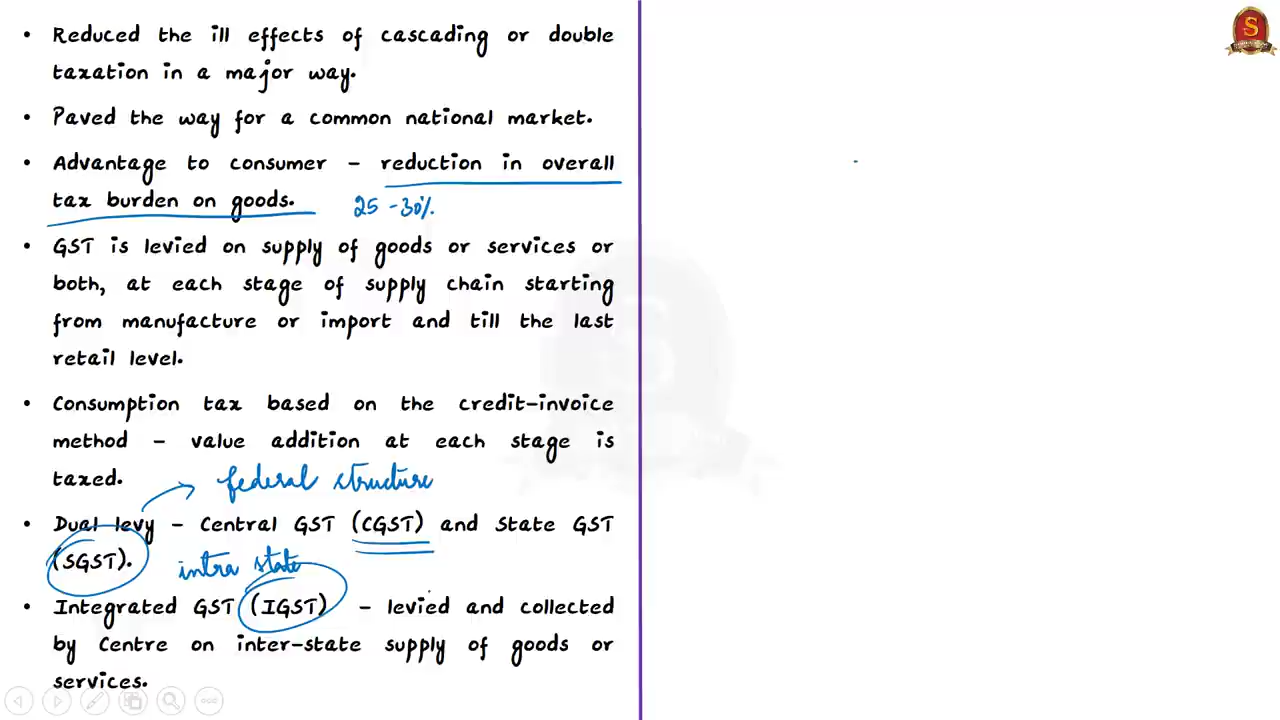 • Reduced the ill effects of cascading or double
taxation in a major way.
• Paved the way for a common national market.
• Advantage to consumer – reduction in overall
tax burden on goods. 25 -30%
• GST is levied on supply of goods or services or
both, at each stage of supply chain starting
from manufacture or import and till the last
retail level.
• Consumption tax based on the credit-invoice
method – value addition at each stage is
taxed.
federal structure
• Dual levy – Central GST (CGST) and State GST
(SGST). intra state
• Integrated GST (IGST) – levied and collected
by Centre on inter-state supply of goods or
services.
S